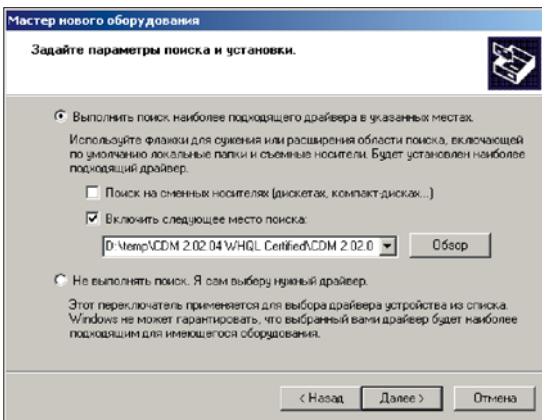 Мастер нового оборудования
Задайте параметры поиска и установки.
Выполнить поиск наиболее подходящего драйвера в указанных местах.
Используйте флажки для сужения или расширения области поиска, включающей
по умолчанию локальные папки и съемные носители. Будет установлен наиболее
подходящий драйвер.
Поиск на сменных носителях (дискетах, компакт-дисках...)
Включить следующее место поиска:
D:\temp\CDM 2.02.04 WHQL Certified\CDM 2.02.0
Обзор
Не выполнять поиск. Я сам выберу нужный драйвер.
Этот переключатель применяется для выбора драйвера устройства из списка.
Windows не может гарантировать, что выбранный вами драйвер будет наиболее
подходящим для имеющегося оборудования.
< Назад Далее > Отмена